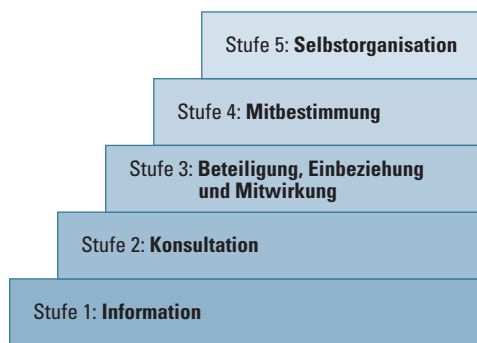 Stufe 5: Selbstorganisation
Stufe 4: Mitbestimmung
Stufe 3: Beteiligung, Einbeziehung
und Mitwirkung
Stufe 2: Konsultation
Stufe 1: Information